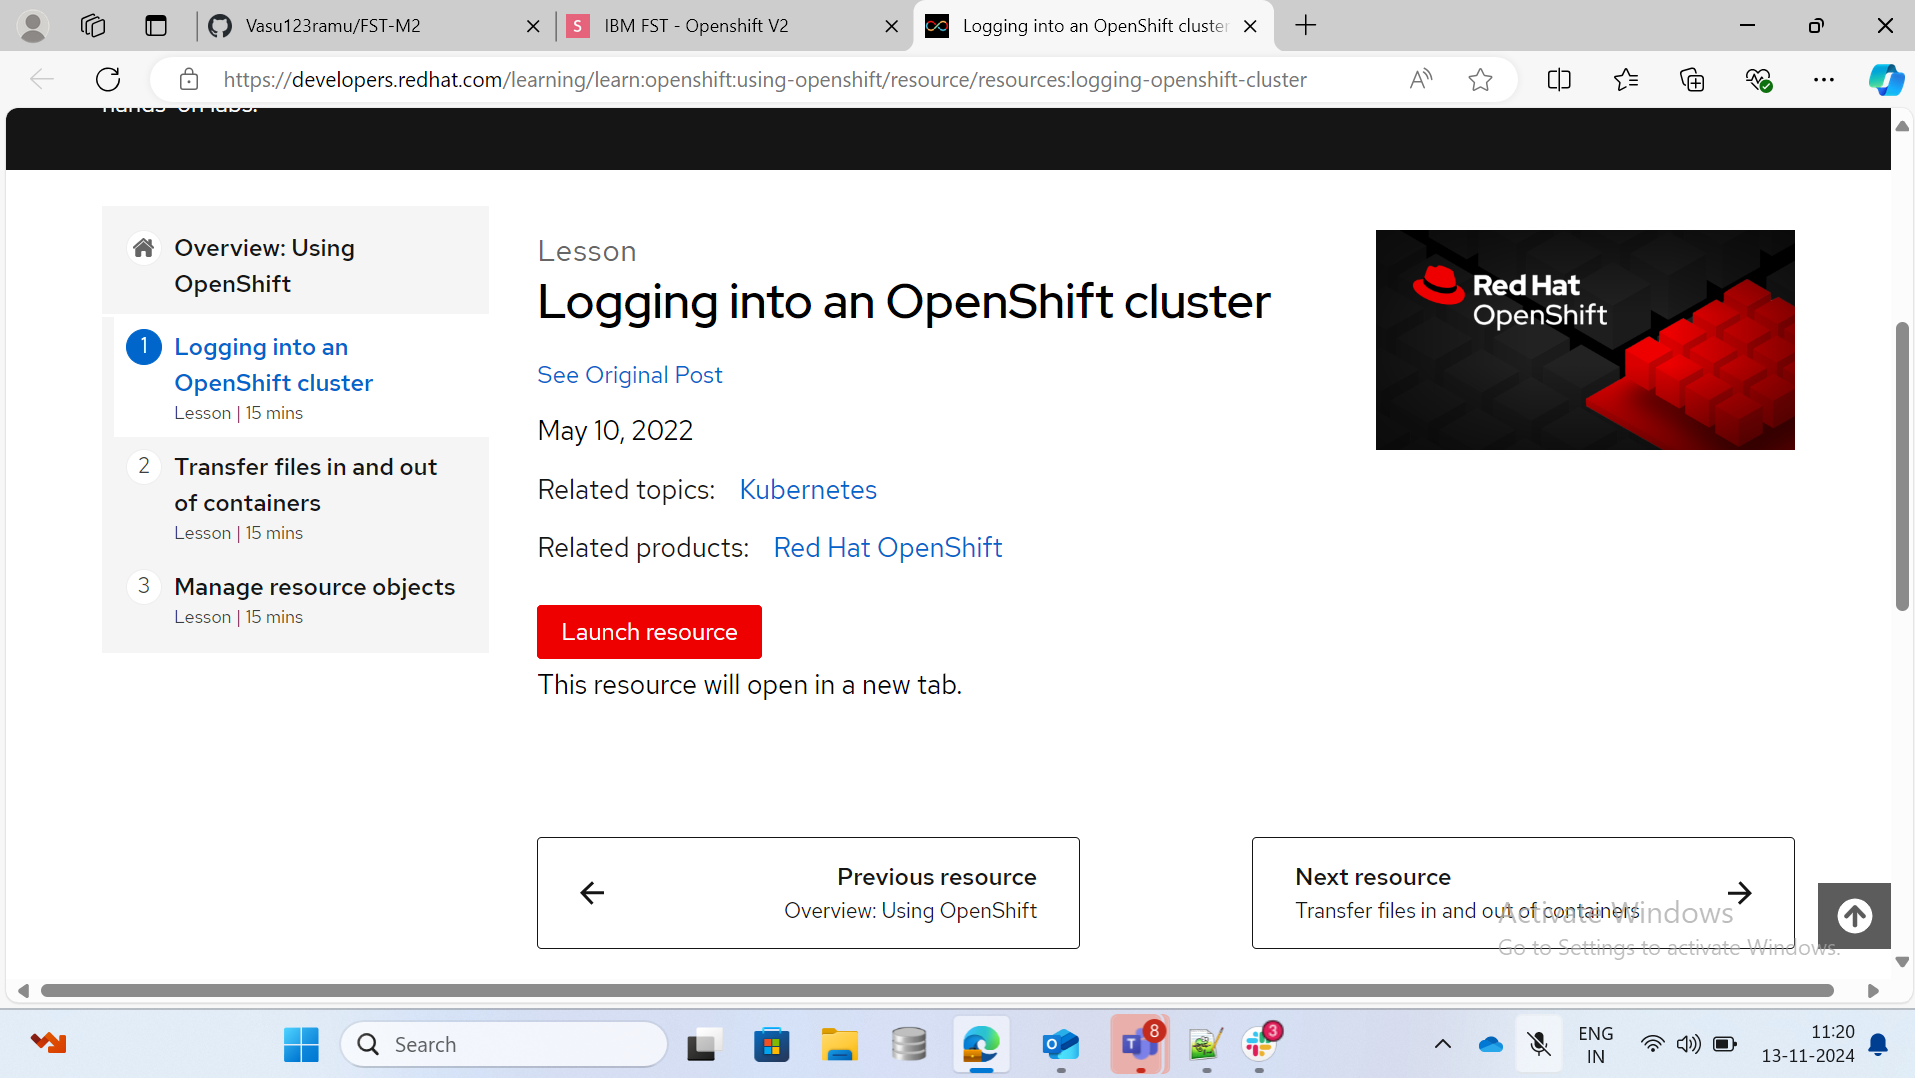 Vasu123ramu/FST-M2
S
IBM FST - Openshift V2
Logging into an OpenShift cluster
https://developers.redhat.com/learning/learn:openshift:using-openshift/resource/resources:logging-openshift-cluster
hands-on labs.
Overview: Using
OpenShift
1
Logging into an
OpenShift cluster
Lesson | 15 mins
2
Transfer files in and out
of containers
Lesson | 15 mins
3
Manage resource objects
Lesson | 15 mins
Lesson
Logging into an OpenShift cluster
See Original Post
May 10, 2022
Related topics: Kubernetes
Related products: Red Hat OpenShift
Launch resource
This resource will open in a new tab.
Red Hat
OpenShift
Previous resource
Overview: Using OpenShift
Next resource
Transfer files in and out of containers
Activate Windows
Go to Settings to activate Windows.
Search
8
3
ENG
IN
11:20
13-11-2024